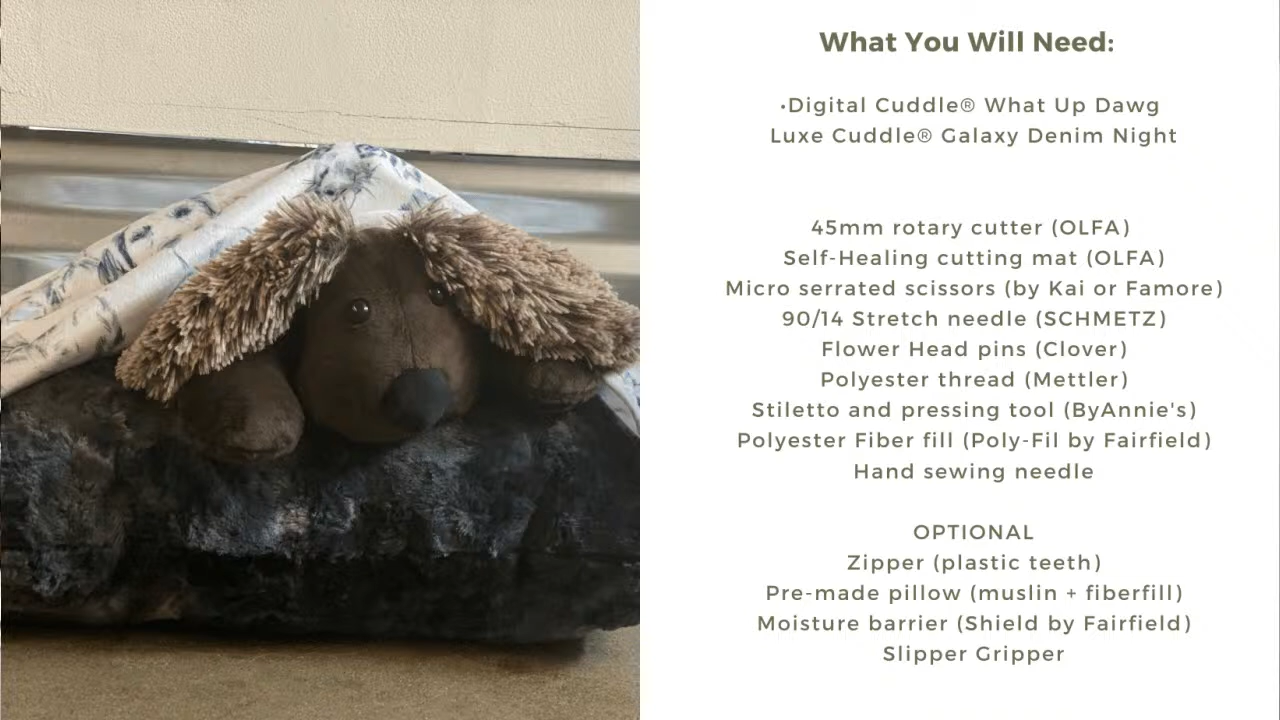 What You Will Need:
•Digital Cuddle® What Up Dawg
Luxe Cuddle® Galaxy Denim Night
45mm rotary cutter (OLFA)
Self-Healing cutting mat (OLFA)
Micro serrated scissors (by Kai or Famore)
90/14 Stretch needle (SCHMETZ)
Flower Head pins (Clover)
Polyester thread (Mettler)
Stiletto and pressing tool (ByAnnie's)
Polyester Fiber fill (Poly-Fil by Fairfield)
Hand sewing needle
OPTIONAL
Zipper (plastic teeth)
Pre-made pillow (muslin + fiberfill)
Moisture barrier (Shield by Fairfield)
Slipper Gripper